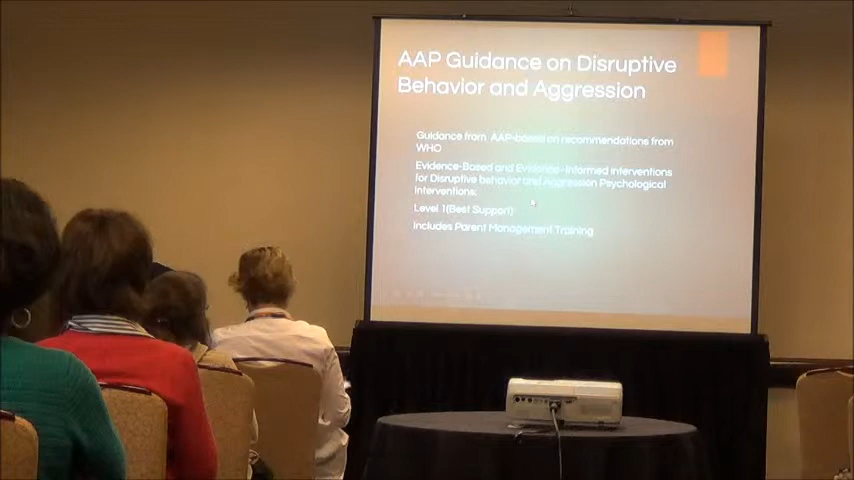 AAP Guidance on Disruptive
Behavior and Aggression
Guidance from AAP-based on recommendations from
WHO
Evidence-Based and Evidence-Informed Interventions
for Disruptive behavior and Aggression Psychological
Interventions.
Level 1(Best Support)
Includes Parent Management Training